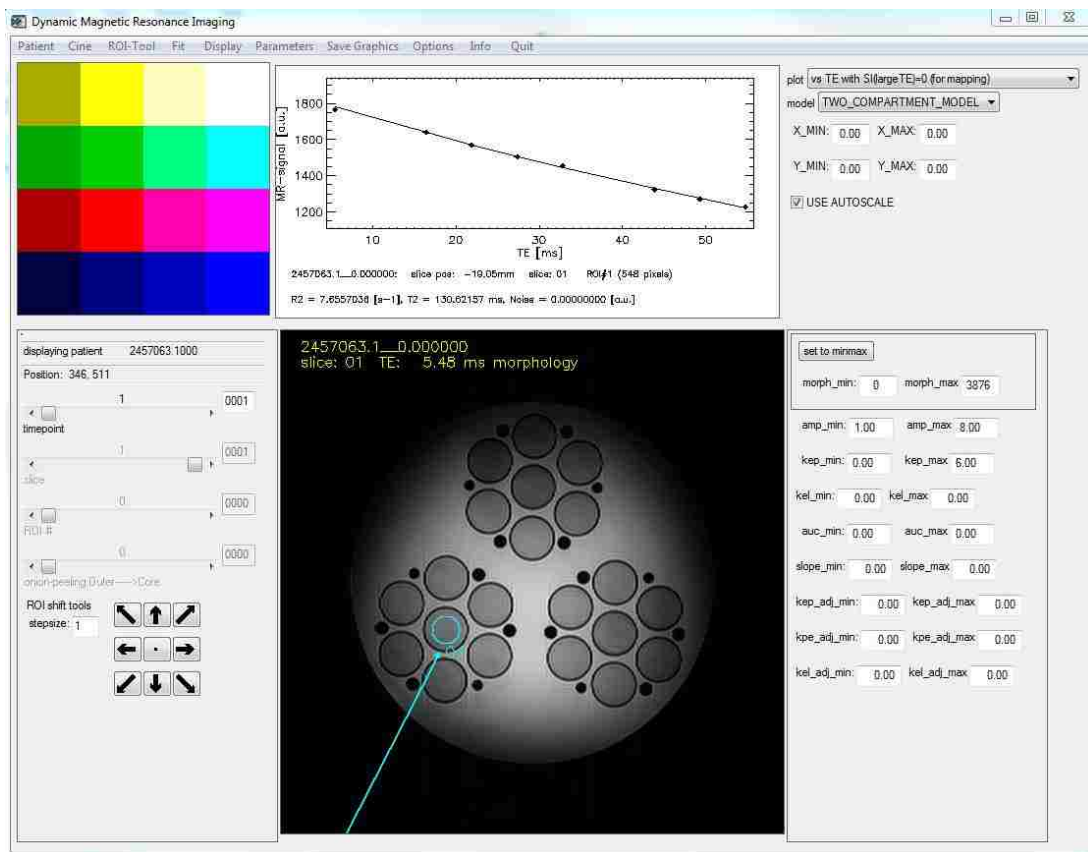 Dynamic Magnetic Resonance Imaging
Patient Cine ROI-Tool Fit Display Parameters Save Graphics Options Info Quit
plot vs TE with SI(large TE)=0 (for mapping)
model TWO_COMPARTMENT_MODEL
X_MIN: 0.00 X_MAX: 0.00
Y_MIN: 0.00 Y_MAX: 0.00
USE AUTOSCALE
MR-signal [a.u.]
1800
1600
1400
1200
10 20 30 40 50
TE [ms]
2457063.1__0.000000: slice pos: -19.05mm slice: 01 ROI#1 (548 pixels)
R2 = 7.6557038 [s-1], T2 = 130.62157 ms, Noise = 0.00000000 [a.u.]
displaying patient 2457063.1000
Position: 346, 511
1
0001
timepoint
1
0001
slice
0
0000
ROI #
0
0000
onion-peeling Outer---->Core
ROI shift tools
stepsize: 1
2457063.1__0.000000
slice: 01 TE: 5.48 ms morphology
set to minmax
morph_min: 0 morph_max 3876
amp_min: 1.00 amp_max 8.00
kep_min: 0.00 kep_max 6.00
kel_min: 0.00 kel_max 0.00
auc_min: 0.00 auc_max 0.00
slope_min: 0.00 slope_max 0.00
kep_adj_min: 0.00 kep_adj_max 0.00
kpe_adj_min: 0.00 kpe_adj_max 0.00
kel_adj_min: 0.00 kel_adj_max 0.00